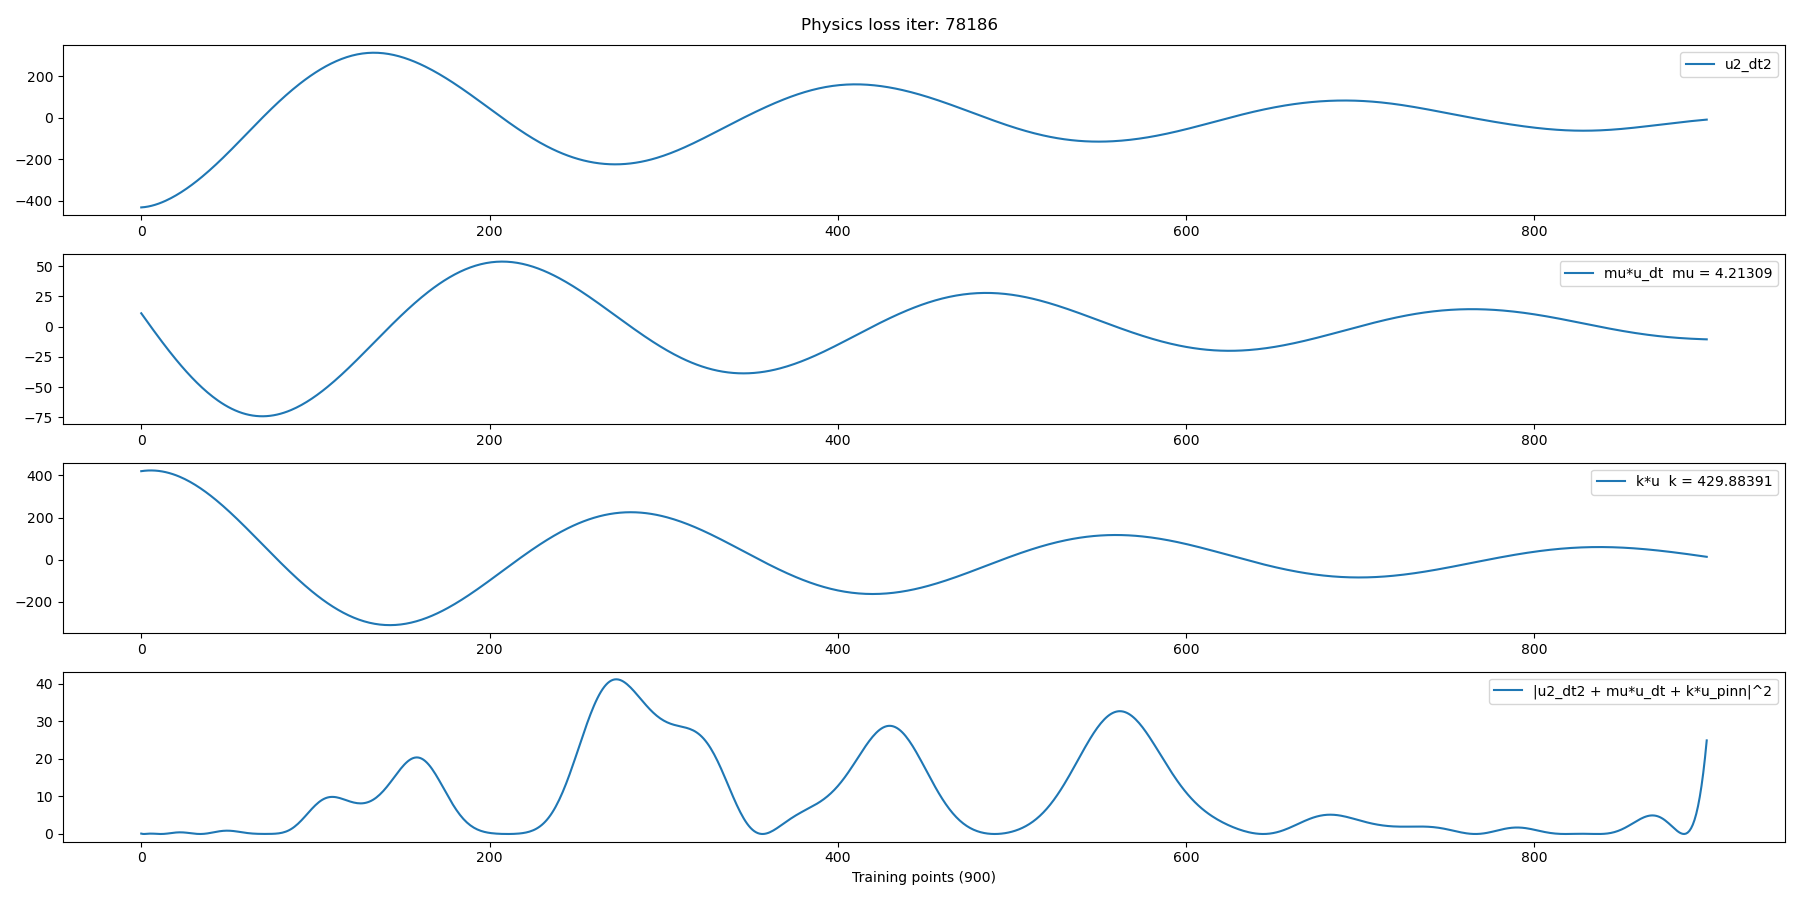 Physics loss iter: 78186
200
0
−200
−400
u2_dt2
0 200 400 600 800
50
25
0
−25
−50
−75
mu*u_dt  mu = 4.21309
0 200 400 600 800
400
200
0
−200
k*u  k = 429.88391
0 200 400 600 800
40
30
20
10
0
|u2_dt2 + mu*u_dt + k*u_pinn|^2
0 200 400 600 800
Training points (900)